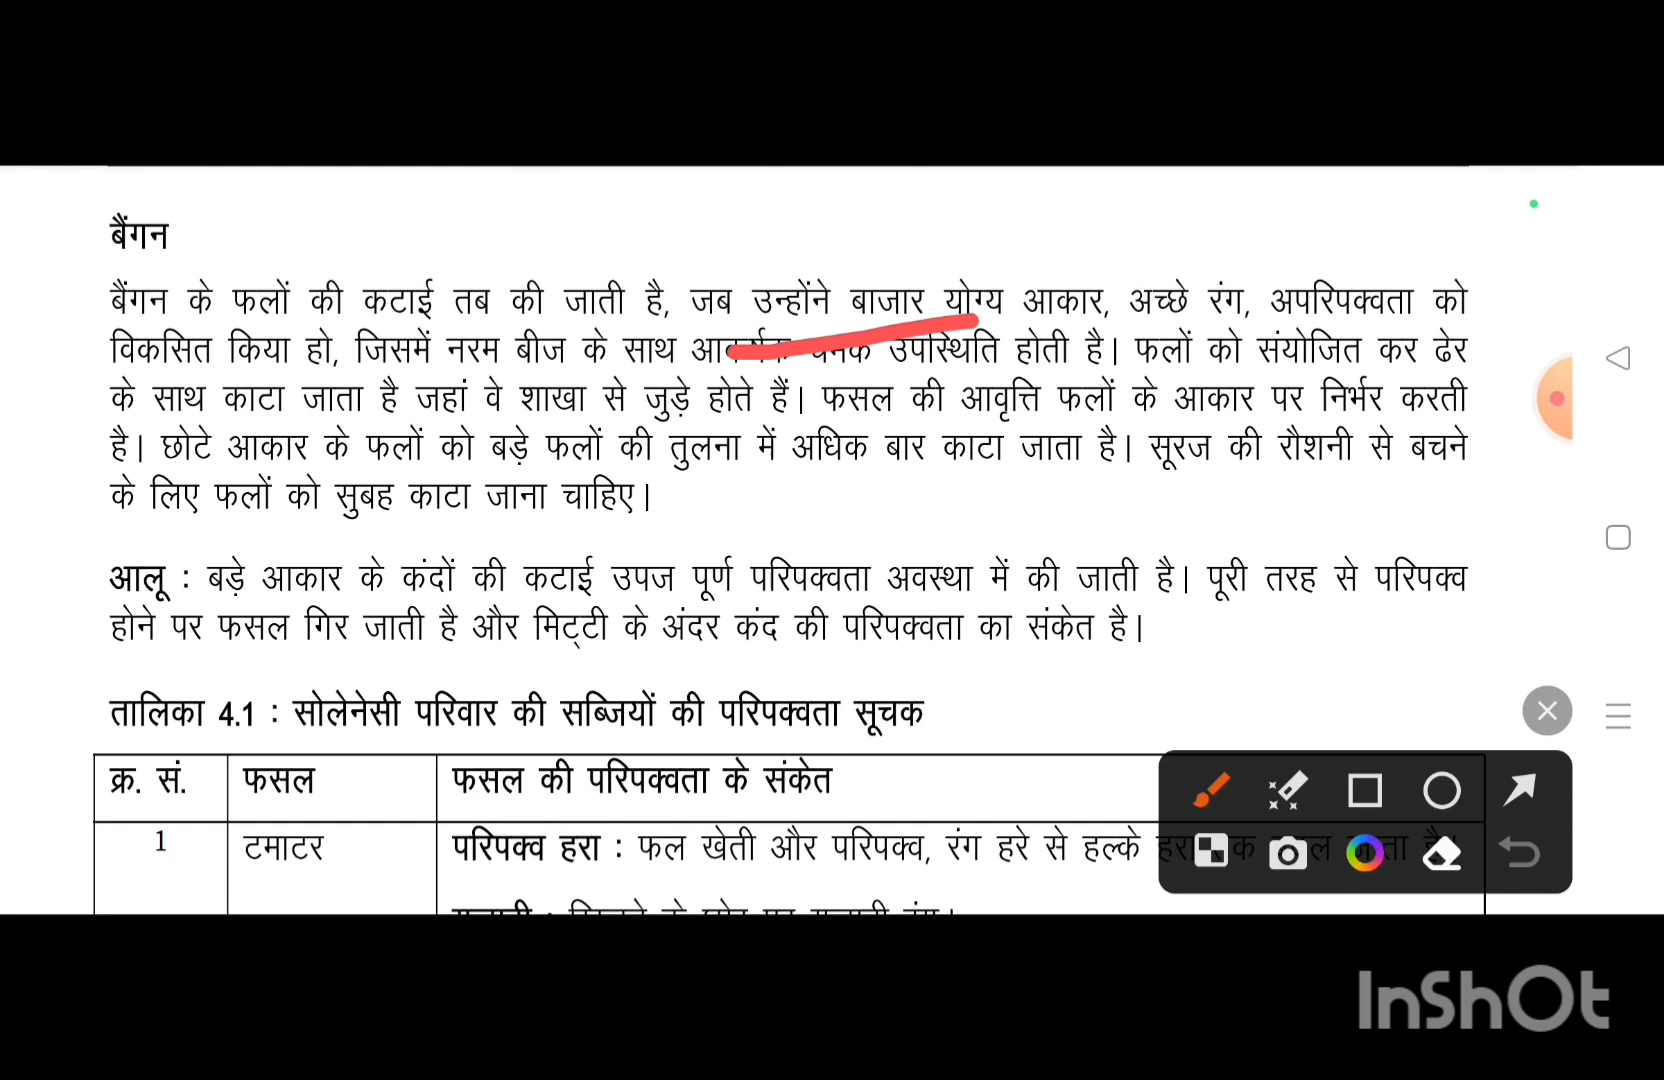 बैंगन
बैंगन के फलों की कटाई तब की जाती है, जब उन्होंने बाजार योग्य आकार, अच्छे रंग, अपरिपक्वता को
विकसित किया हो, जिसमें नरम बीज के साथ उपस्थिति होती है। फलों को संयोजित कर ढेर
के साथ काटा जाता है जहां वे शाखा से जुड़े होते हैं। फसल की आवृत्ति फलों के आकार पर निर्भर करती
है। छोटे आकार के फलों को बड़े फलों की तुलना में अधिक बार काटा जाता है। सूरज की रौशनी से बचने
के लिए फलों को सुबह काटा जाना चाहिए।
आलू : बड़े आकार के कंदों की कटाई उपज पूर्ण परिपक्वता अवस्था में की जाती है। पूरी तरह से परिपक्व
होने पर फसल गिर जाती है और मिट्टी के अंदर कंद की परिपक्वता का संकेत है।
तालिका 4.1 : सोलेनेसी परिवार की सब्जियों की परिपक्वता सूचक
क्र. सं. फसल फसल की परिपक्वता के संकेत
1 टमाटर परिपक्व हरा : फल खेती और परिपक्व, रंग हरे से हल्के
InShOt